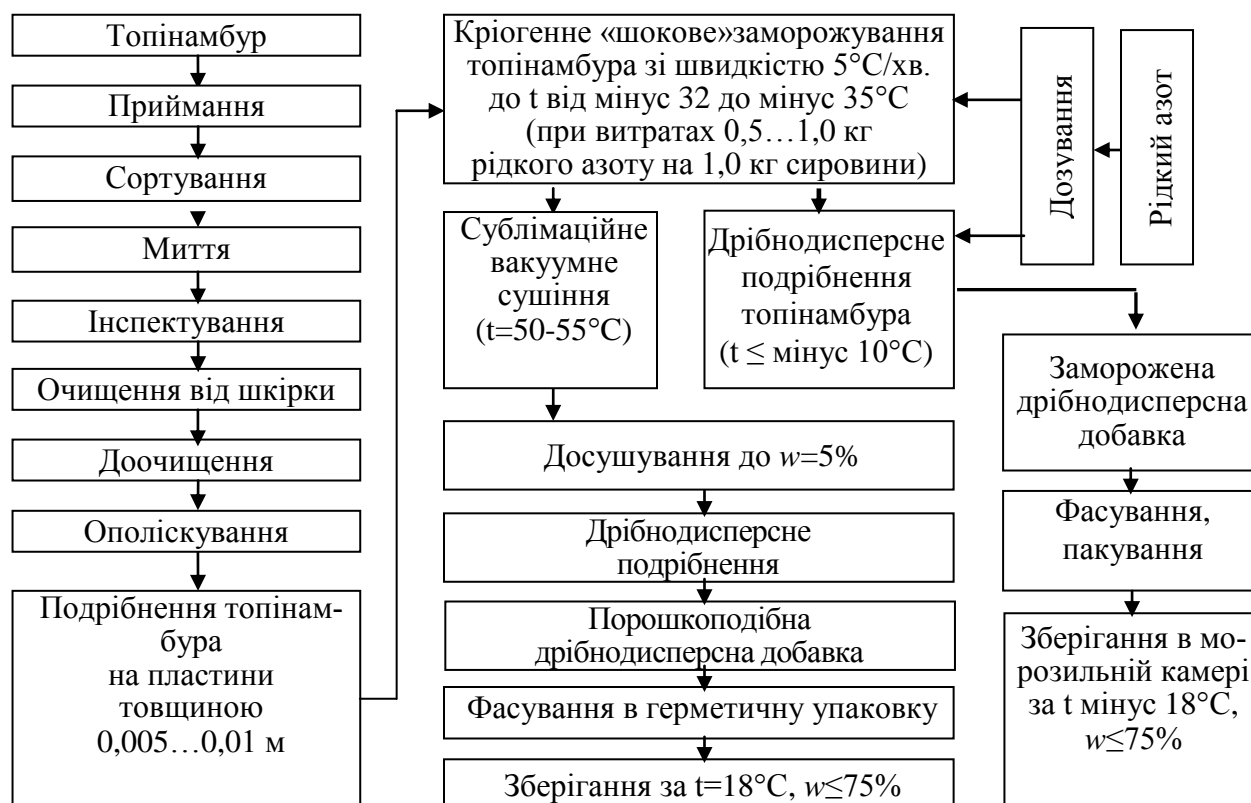 Топінамбур
Приймання
Сортування
Миття
Інспектування
Очищення від шкірки
Доочищення
Ополіскування
Подрібнення топінам-
бура
на пластини
товщиною
0,005…0,01 м
Кріогенне «шокове»заморожування
топінамбура зі швидкістю 5°С/хв.
до t від мінус 32 до мінус 35°С
(при витратах 0,5…1,0 кг
рідкого азоту на 1,0 кг сировини)
Дозування
Рідкий азот
Сублімаційне
вакуумне
сушіння
(t=50-55°С)
Дрібнодисперсне
подрібнення
топінамбура
(t ≤ мінус 10°С)
Досушування до w=5%
Дрібнодисперсне
подрібнення
Порошкоподібна
дрібнодисперсна добавка
Фасування в герметичну упаковку
Зберігання за t=18°С, w≤75%
Заморожена
дрібнодисперсна
добавка
Фасування,
пакування
Зберігання в мо-
розильній камері
за t мінус 18°С,
w≤75%